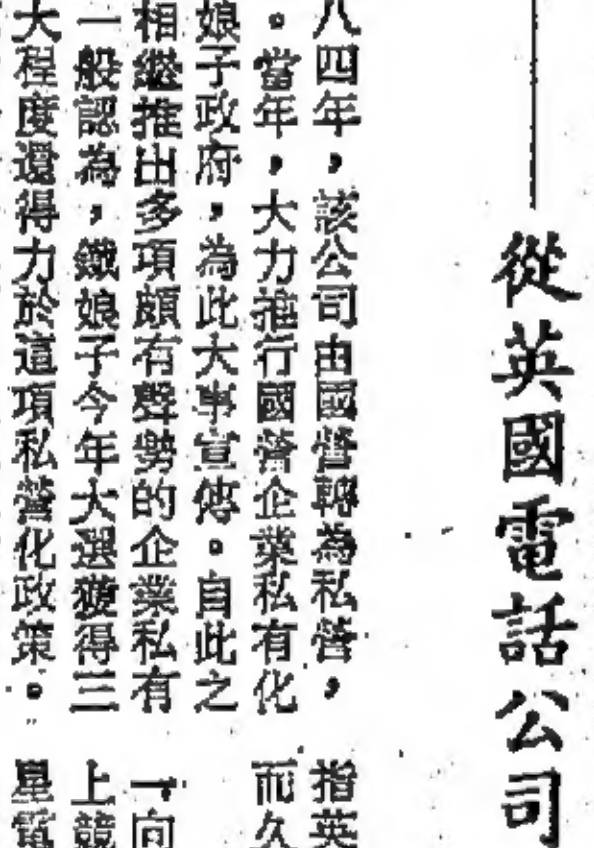 從英國電話公司
八四年，該公司由國營轉為私營，
。當年，大力推行國營企業私有化
娘子政府，為此大事宣傳。自此之
相繼推出多項頗有聲勢的企業私有
一般認為，鐵娘子今年大選獲得三
大程度還得力於這項私營化政策。
指英
而久
一向
上競
星電